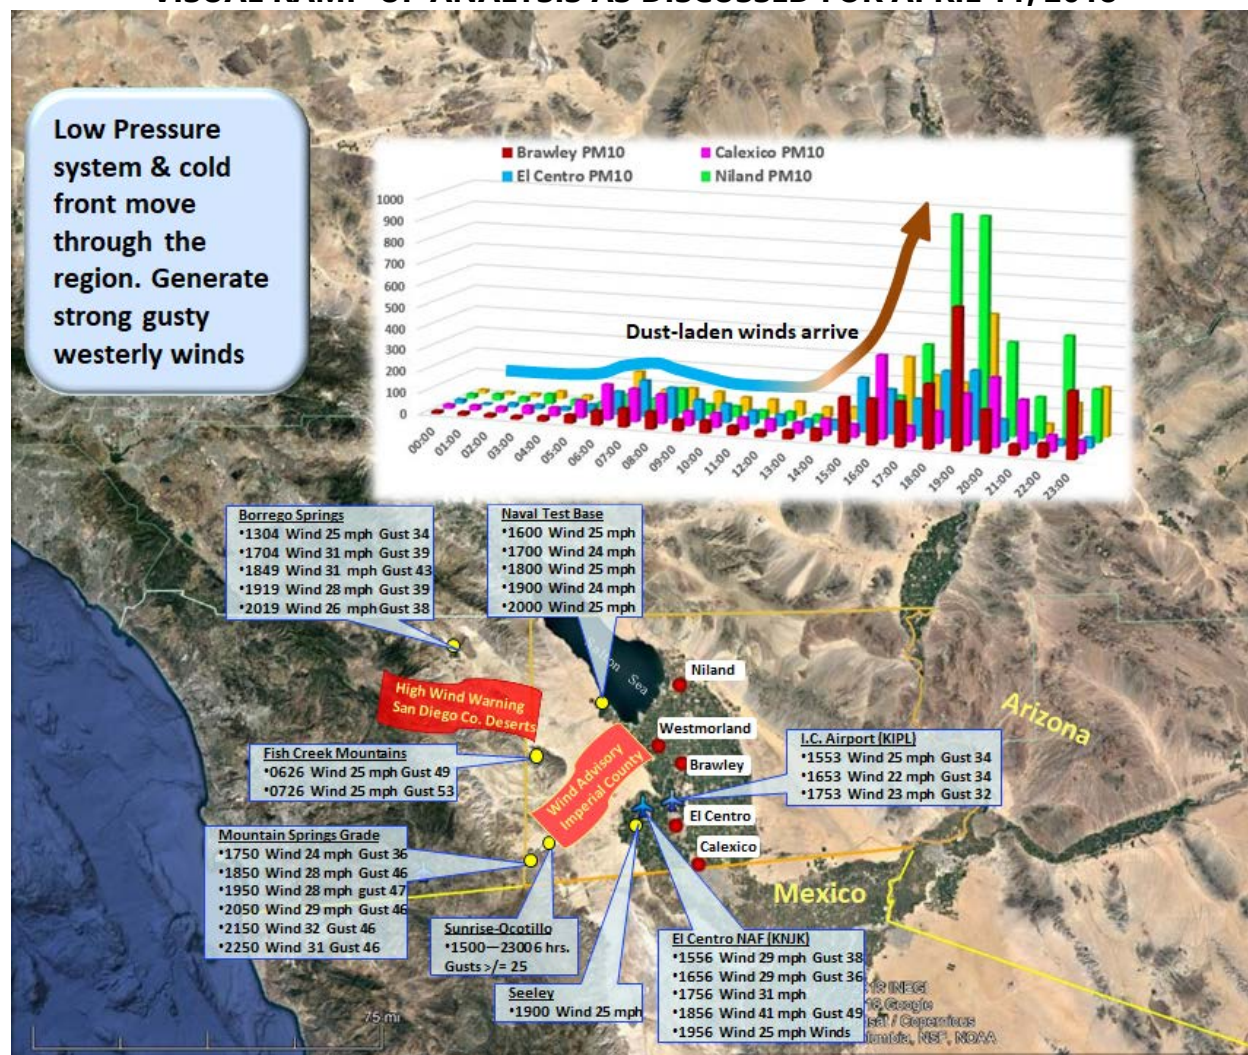 Low Pressure
system & cold
front move
through the
region. Generate
strong gusty
westerly winds
Brawley PM10
Calexico PM10
El Centro PM10
Niland PM10
1000
900
800
700
600
500
400
300
200
100
0
Dust-laden winds arrive
00:00
01:00
02:00
03:00
04:00
05:00
06:00
07:00
08:00
09:00
10:00
11:00
12:00
13:00
14:00
15:00
16:00
17:00
18:00
19:00
20:00
21:00
22:00
23:00
Borrego Springs
•1304 Wind 25 mph Gust 34
•1704 Wind 31 mph Gust 39
•1849 Wind 31 mph Gust 43
•1919 Wind 28 mph Gust 39
•2019 Wind 26 mph Gust 38
Naval Test Base
•1600 Wind 25 mph
•1700 Wind 24 mph
•1800 Wind 25 mph
•1900 Wind 24 mph
•2000 Wind 25 mph
Sea
Niland
High Wind Warning
San Diego Co. Deserts
Arizona
Westmorland
I.C. Airport (KIPL)
•1553 Wind 25 mph Gust 34
•1653 Wind 22 mph Gust 34
•1753 Wind 23 mph Gust 32
Fish Creek Mountains
•0626 Wind 25 mph Gust 49
•0726 Wind 25 mph Gust 53
Wind Advisory
Imperial County
Brawley
El Centro
Calexico
Mountain Springs Grade
•1750 Wind 24 mph Gust 36
•1850 Wind 28 mph Gust 46
•1950 Wind 28 mph gust 47
•2050 Wind 29 mph Gust 46
•2150 Wind 32 Gust 46
•2250 Wind 31 Gust 46
Mexico
Sunrise-Ocotillo
•1500—23006 hrs.
Gusts >/= 25
Seeley
•1900 Wind 25 mph
El Centro NAF (KNJK)
•1556 Wind 29 mph Gust 38
•1656 Wind 29 mph Gust 36
•1756 Wind 31 mph
•1856 Wind 41 mph Gust 49
•1956 Wind 25 mph Winds
INEGI
Google
/ Copernicus
NSF, NOAA
75 mi